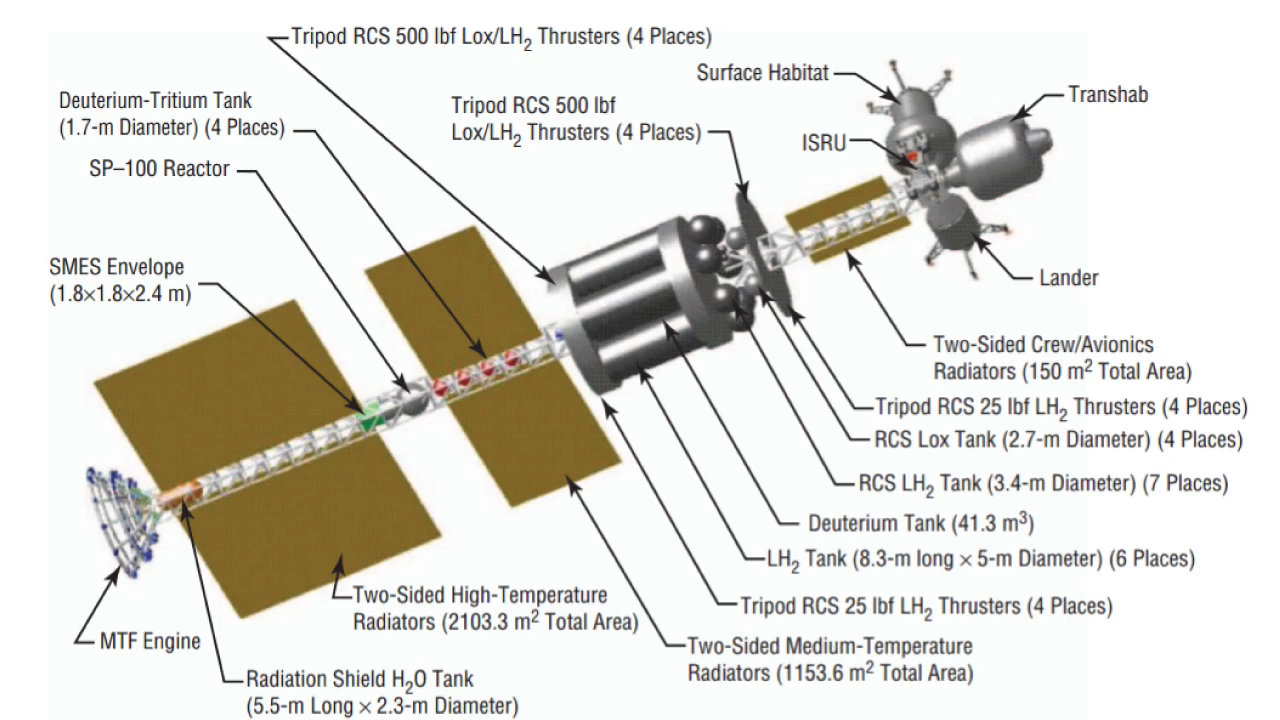 Tripod RCS 500 lbf Lox/LH₂ Thrusters (4 Places)
Surface Habitat
Transhab
Deuterium-Tritium Tank
(1.7-m Diameter) (4 Places)
Tripod RCS 500 lbf
Lox/LH₂ Thrusters (4 Places)
ISRU
SP–100 Reactor
SMES Envelope
(1.8×1.8×2.4 m)
Lander
Two-Sided Crew/Avionics
Radiators (150 m² Total Area)
Tripod RCS 25 lbf LH₂ Thrusters (4 Places)
RCS Lox Tank (2.7-m Diameter) (4 Places)
RCS LH₂ Tank (3.4-m Diameter) (7 Places)
Deuterium Tank (41.3 m³)
LH₂ Tank (8.3-m long × 5-m Diameter) (6 Places)
Tripod RCS 25 lbf LH₂ Thrusters (4 Places)
Two-Sided High-Temperature
Radiators (2103.3 m² Total Area)
MTF Engine
Two-Sided Medium-Temperature
Radiators (1153.6 m² Total Area)
Radiation Shield H₂O Tank
(5.5-m Long × 2.3-m Diameter)